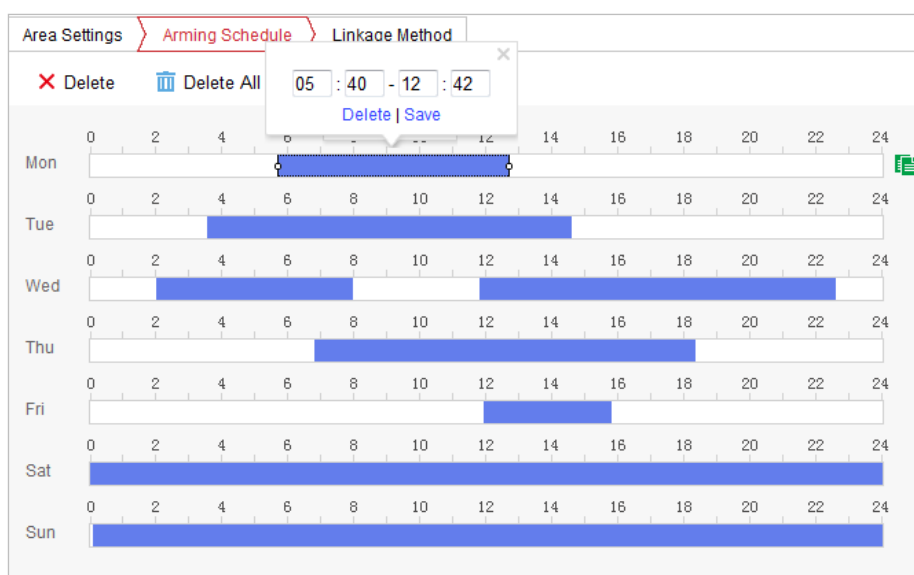 Area Settings Arming Schedule Linkage Method
Delete Delete All
05 : 40 - 12 : 42
Delete | Save
0 2 4 6 12 14 16 18 20 22 24
Mon
0 2 4 6 8 10 12 14 16 18 20 22 24
Tue
0 2 4 6 8 10 12 14 16 18 20 22 24
Wed
0 2 4 6 8 10 12 14 16 18 20 22 24
Thu
0 2 4 6 8 10 12 14 16 18 20 22 24
Fri
0 2 4 6 8 10 12 14 16 18 20 22 24
Sat
0 2 4 6 8 10 12 14 16 18 20 22 24
Sun